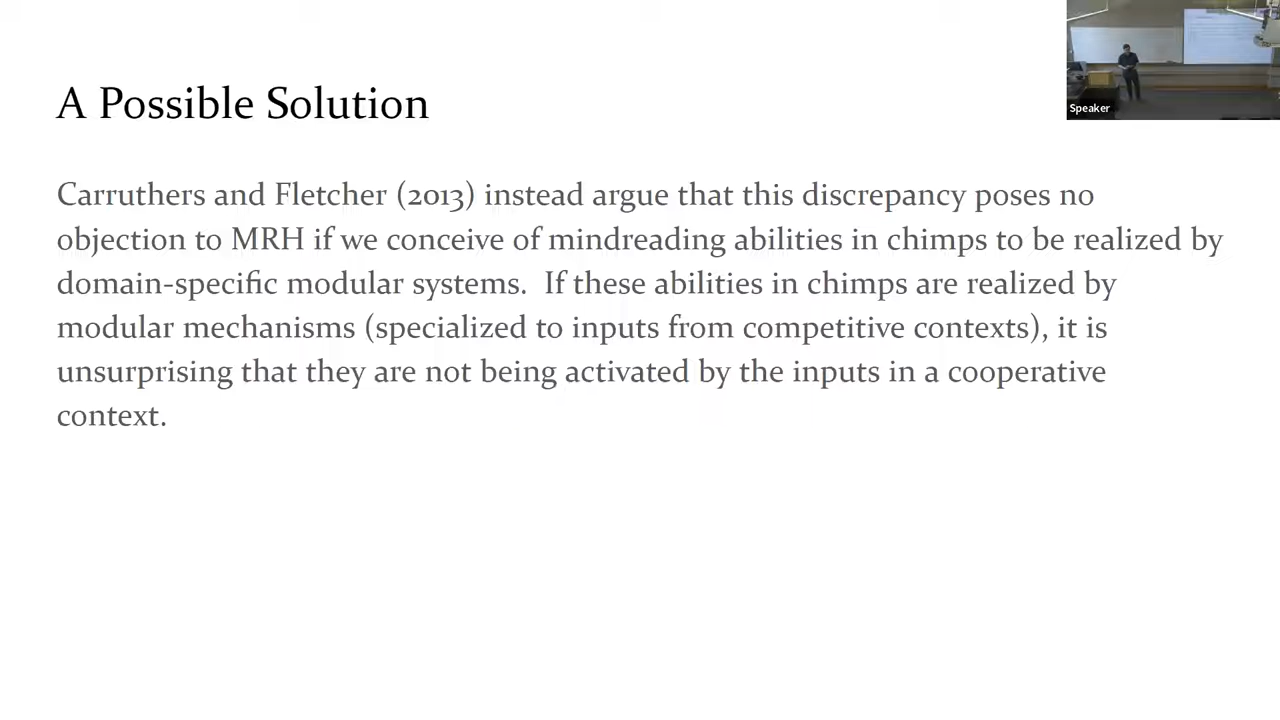 A Possible Solution
Speaker
Carruthers and Fletcher (2013) instead argue that this discrepancy poses no
objection to MRH if we conceive of mindreading abilities in chimps to be realized by
domain-specific modular systems.  If these abilities in chimps are realized by
modular mechanisms (specialized to inputs from competitive contexts), it is
unsurprising that they are not being activated by the inputs in a cooperative
context.